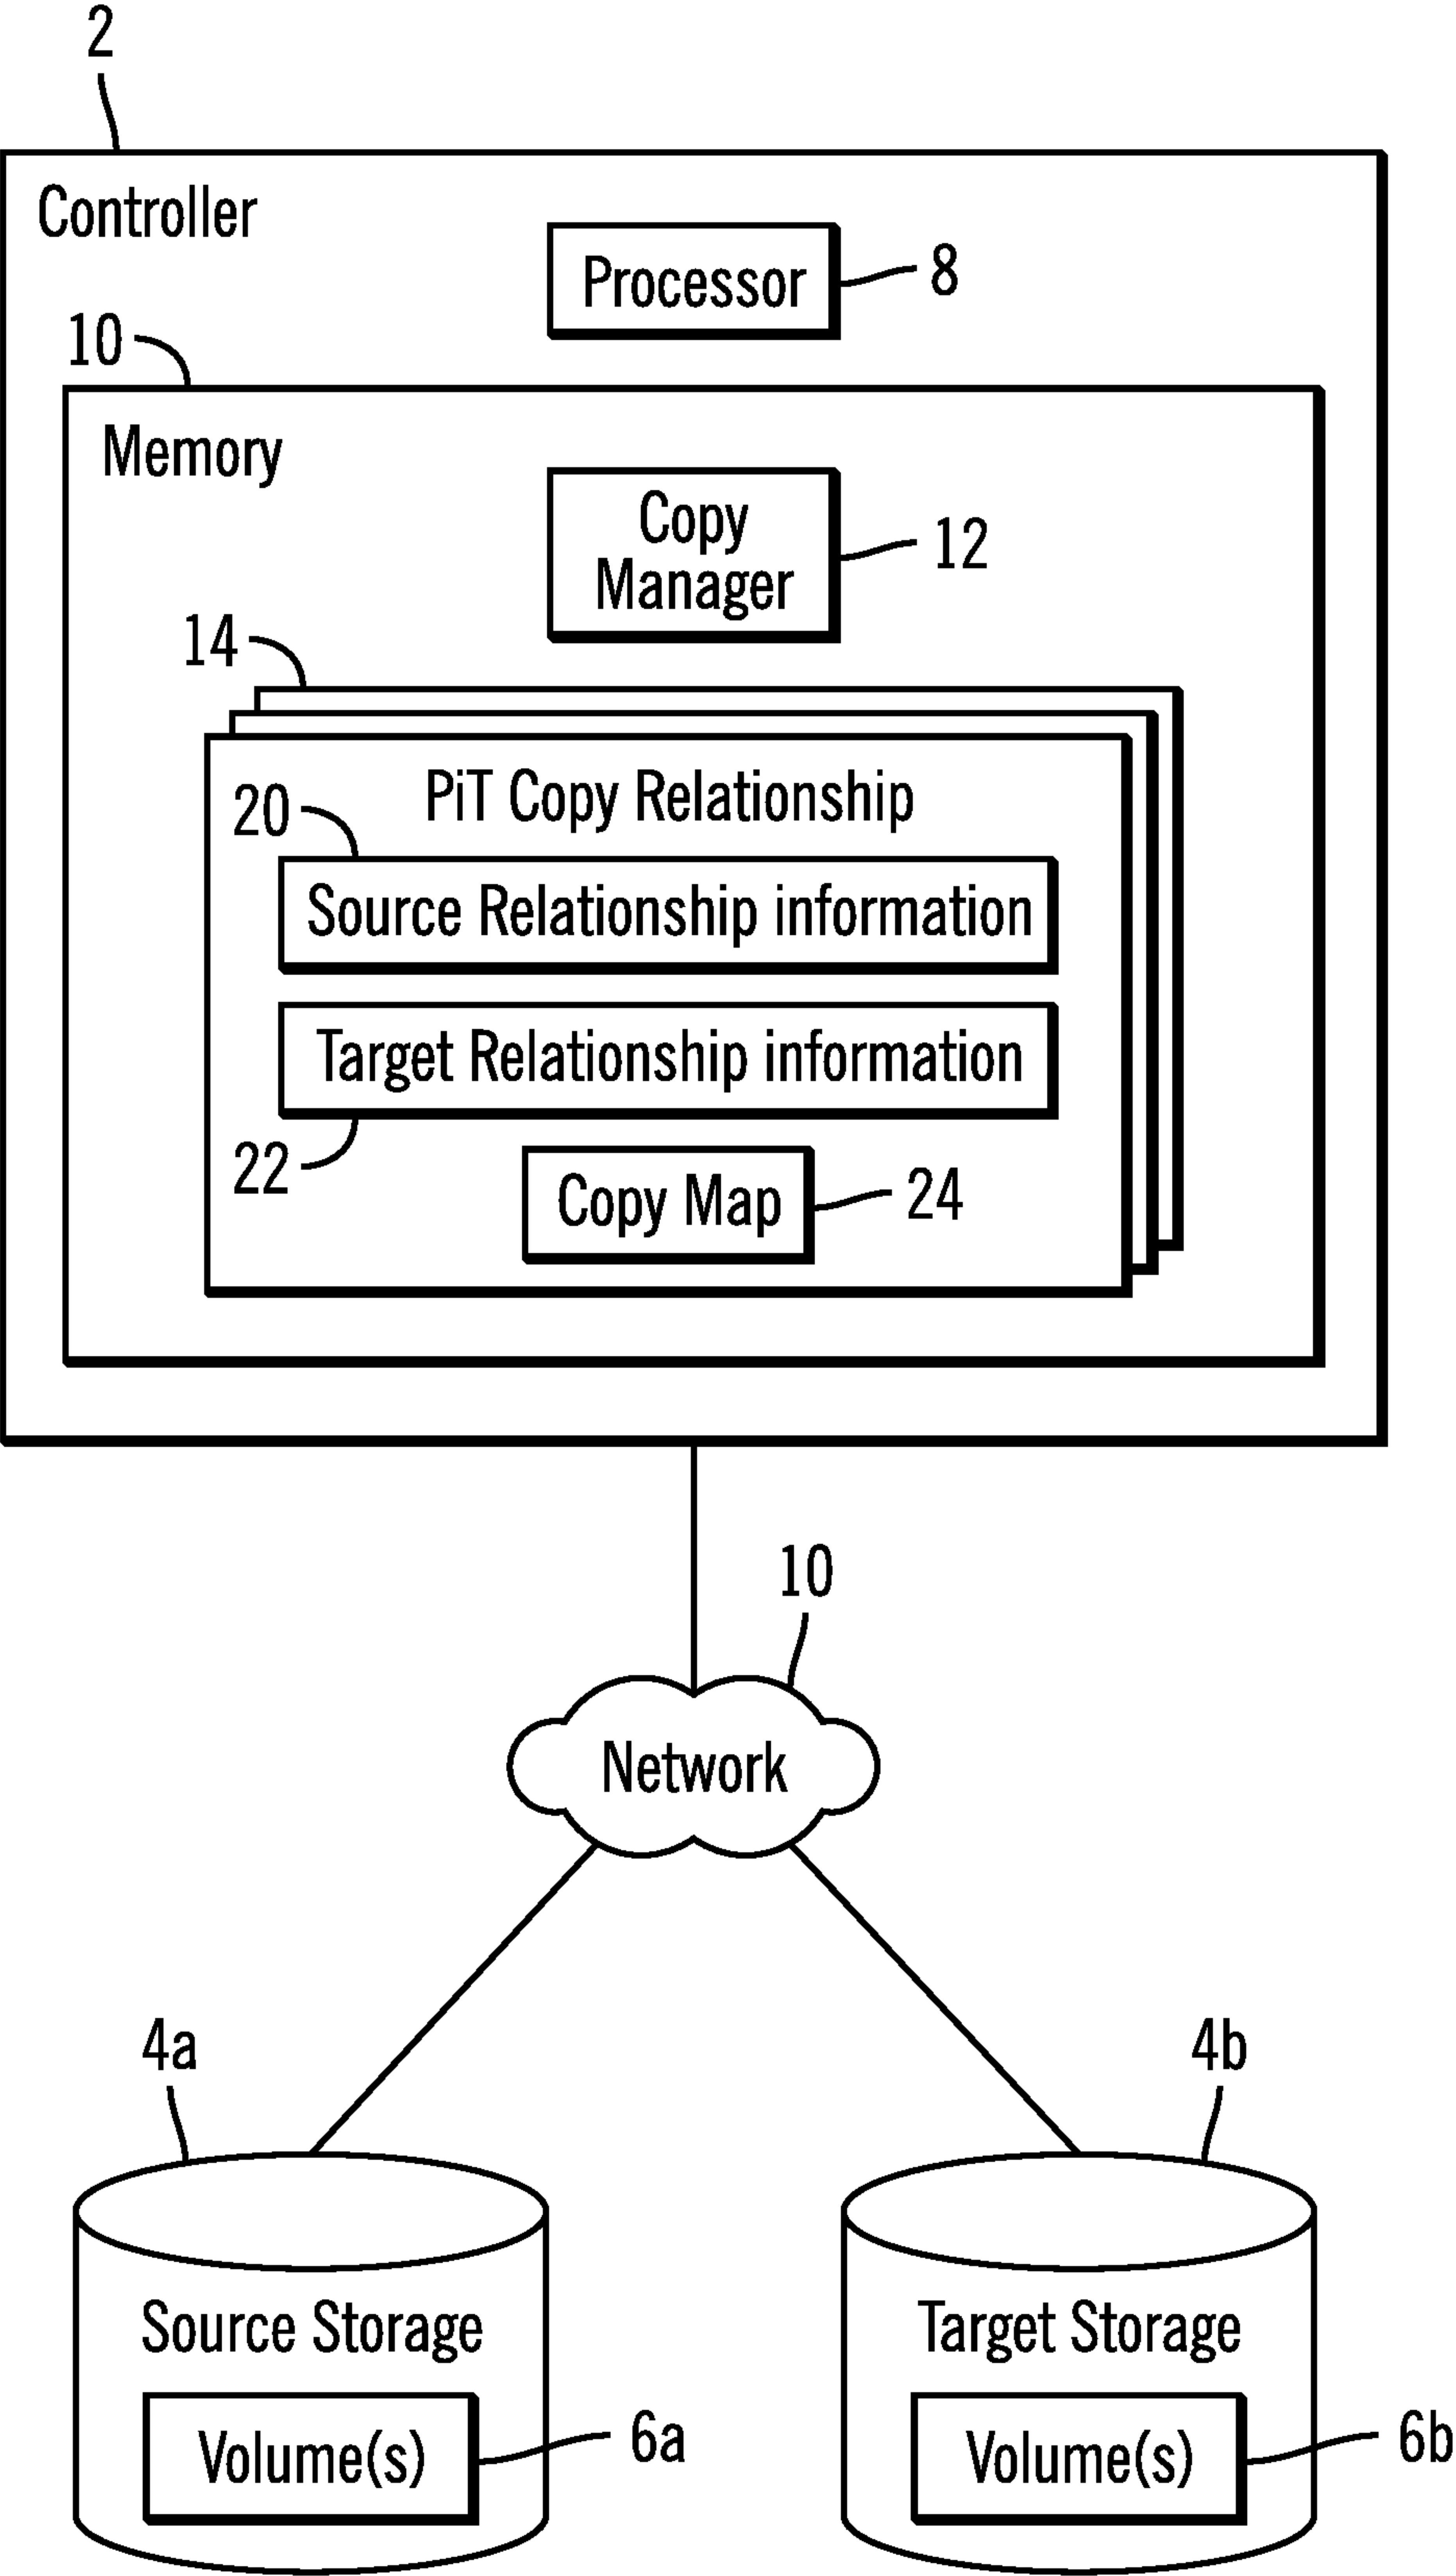 2
Controller
Processor
8
10
Memory
Copy
Manager
12
14
PiT Copy Relationship
20
Source Relationship information
Target Relationship information
22
Copy Map
24
10
Network
4a
4b
Source Storage
Target Storage
Volume(s)
6a
Volume(s)
6b